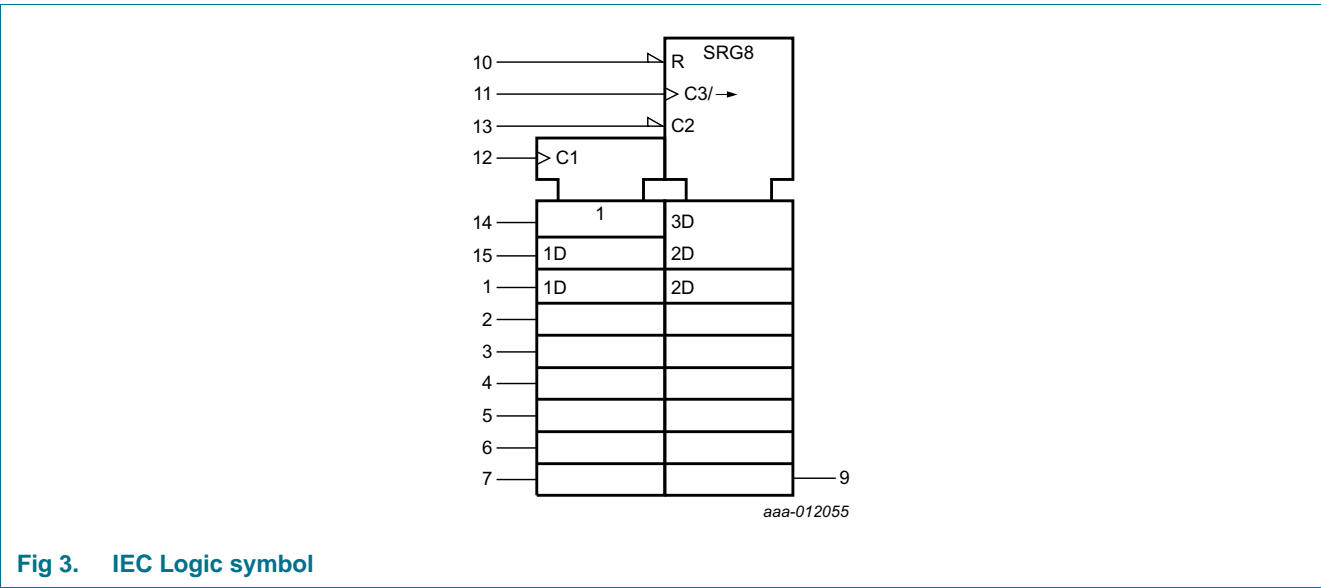 10 R SRG8
11 C3/→
13 C2
12 C1
14 1 3D
15 1D 2D
1 1D 2D
2
3
4
5
6
7 9
aaa-012055
Fig 3. IEC Logic symbol